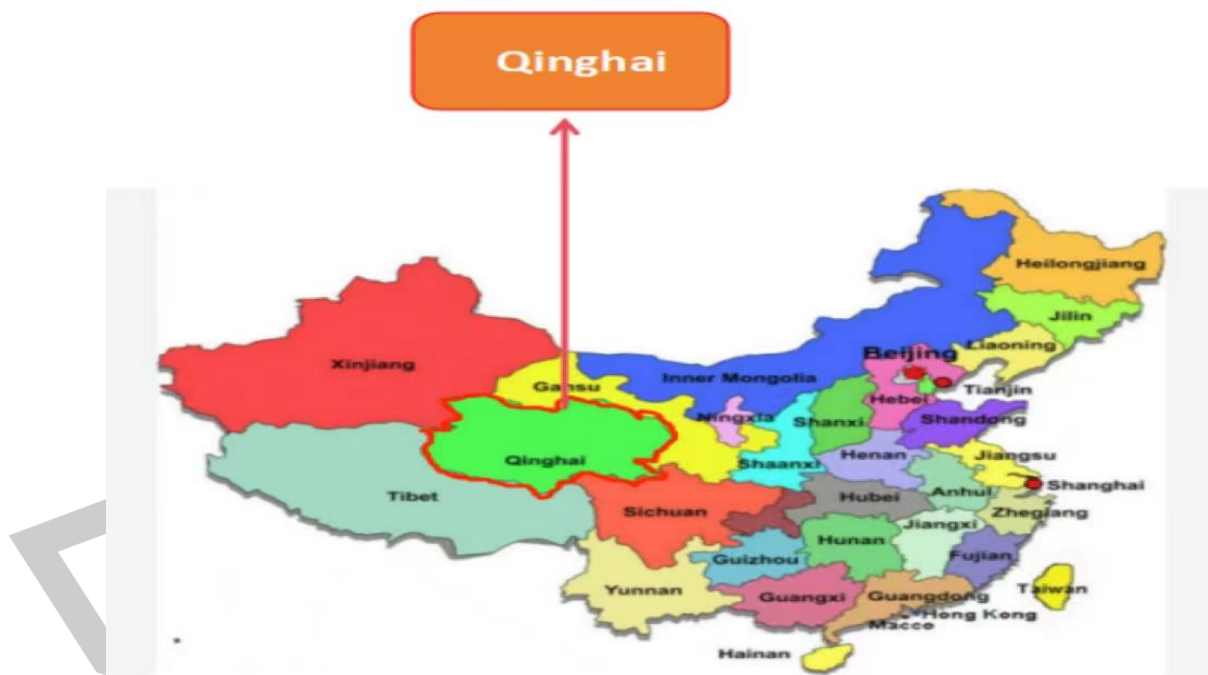 Qinghai
Heilongjiang
Jilin
Liaoning
Beijing
Xinjiang
Gansu
Inner Mongolia
Tianjin
Hebei
Ningxia
Shanxi
Shandong
Qinghai
Shaanxi
Henan
Jiangsu
Tibet
Shanghai
Sichuan
Hubei
Anhui
Zhegiang
Jiangxi
Hunan
Guizhou
Fujian
Yunnan
Guangxi
Guangdong
Taiwan
Hong Kong
Macco
Hainan